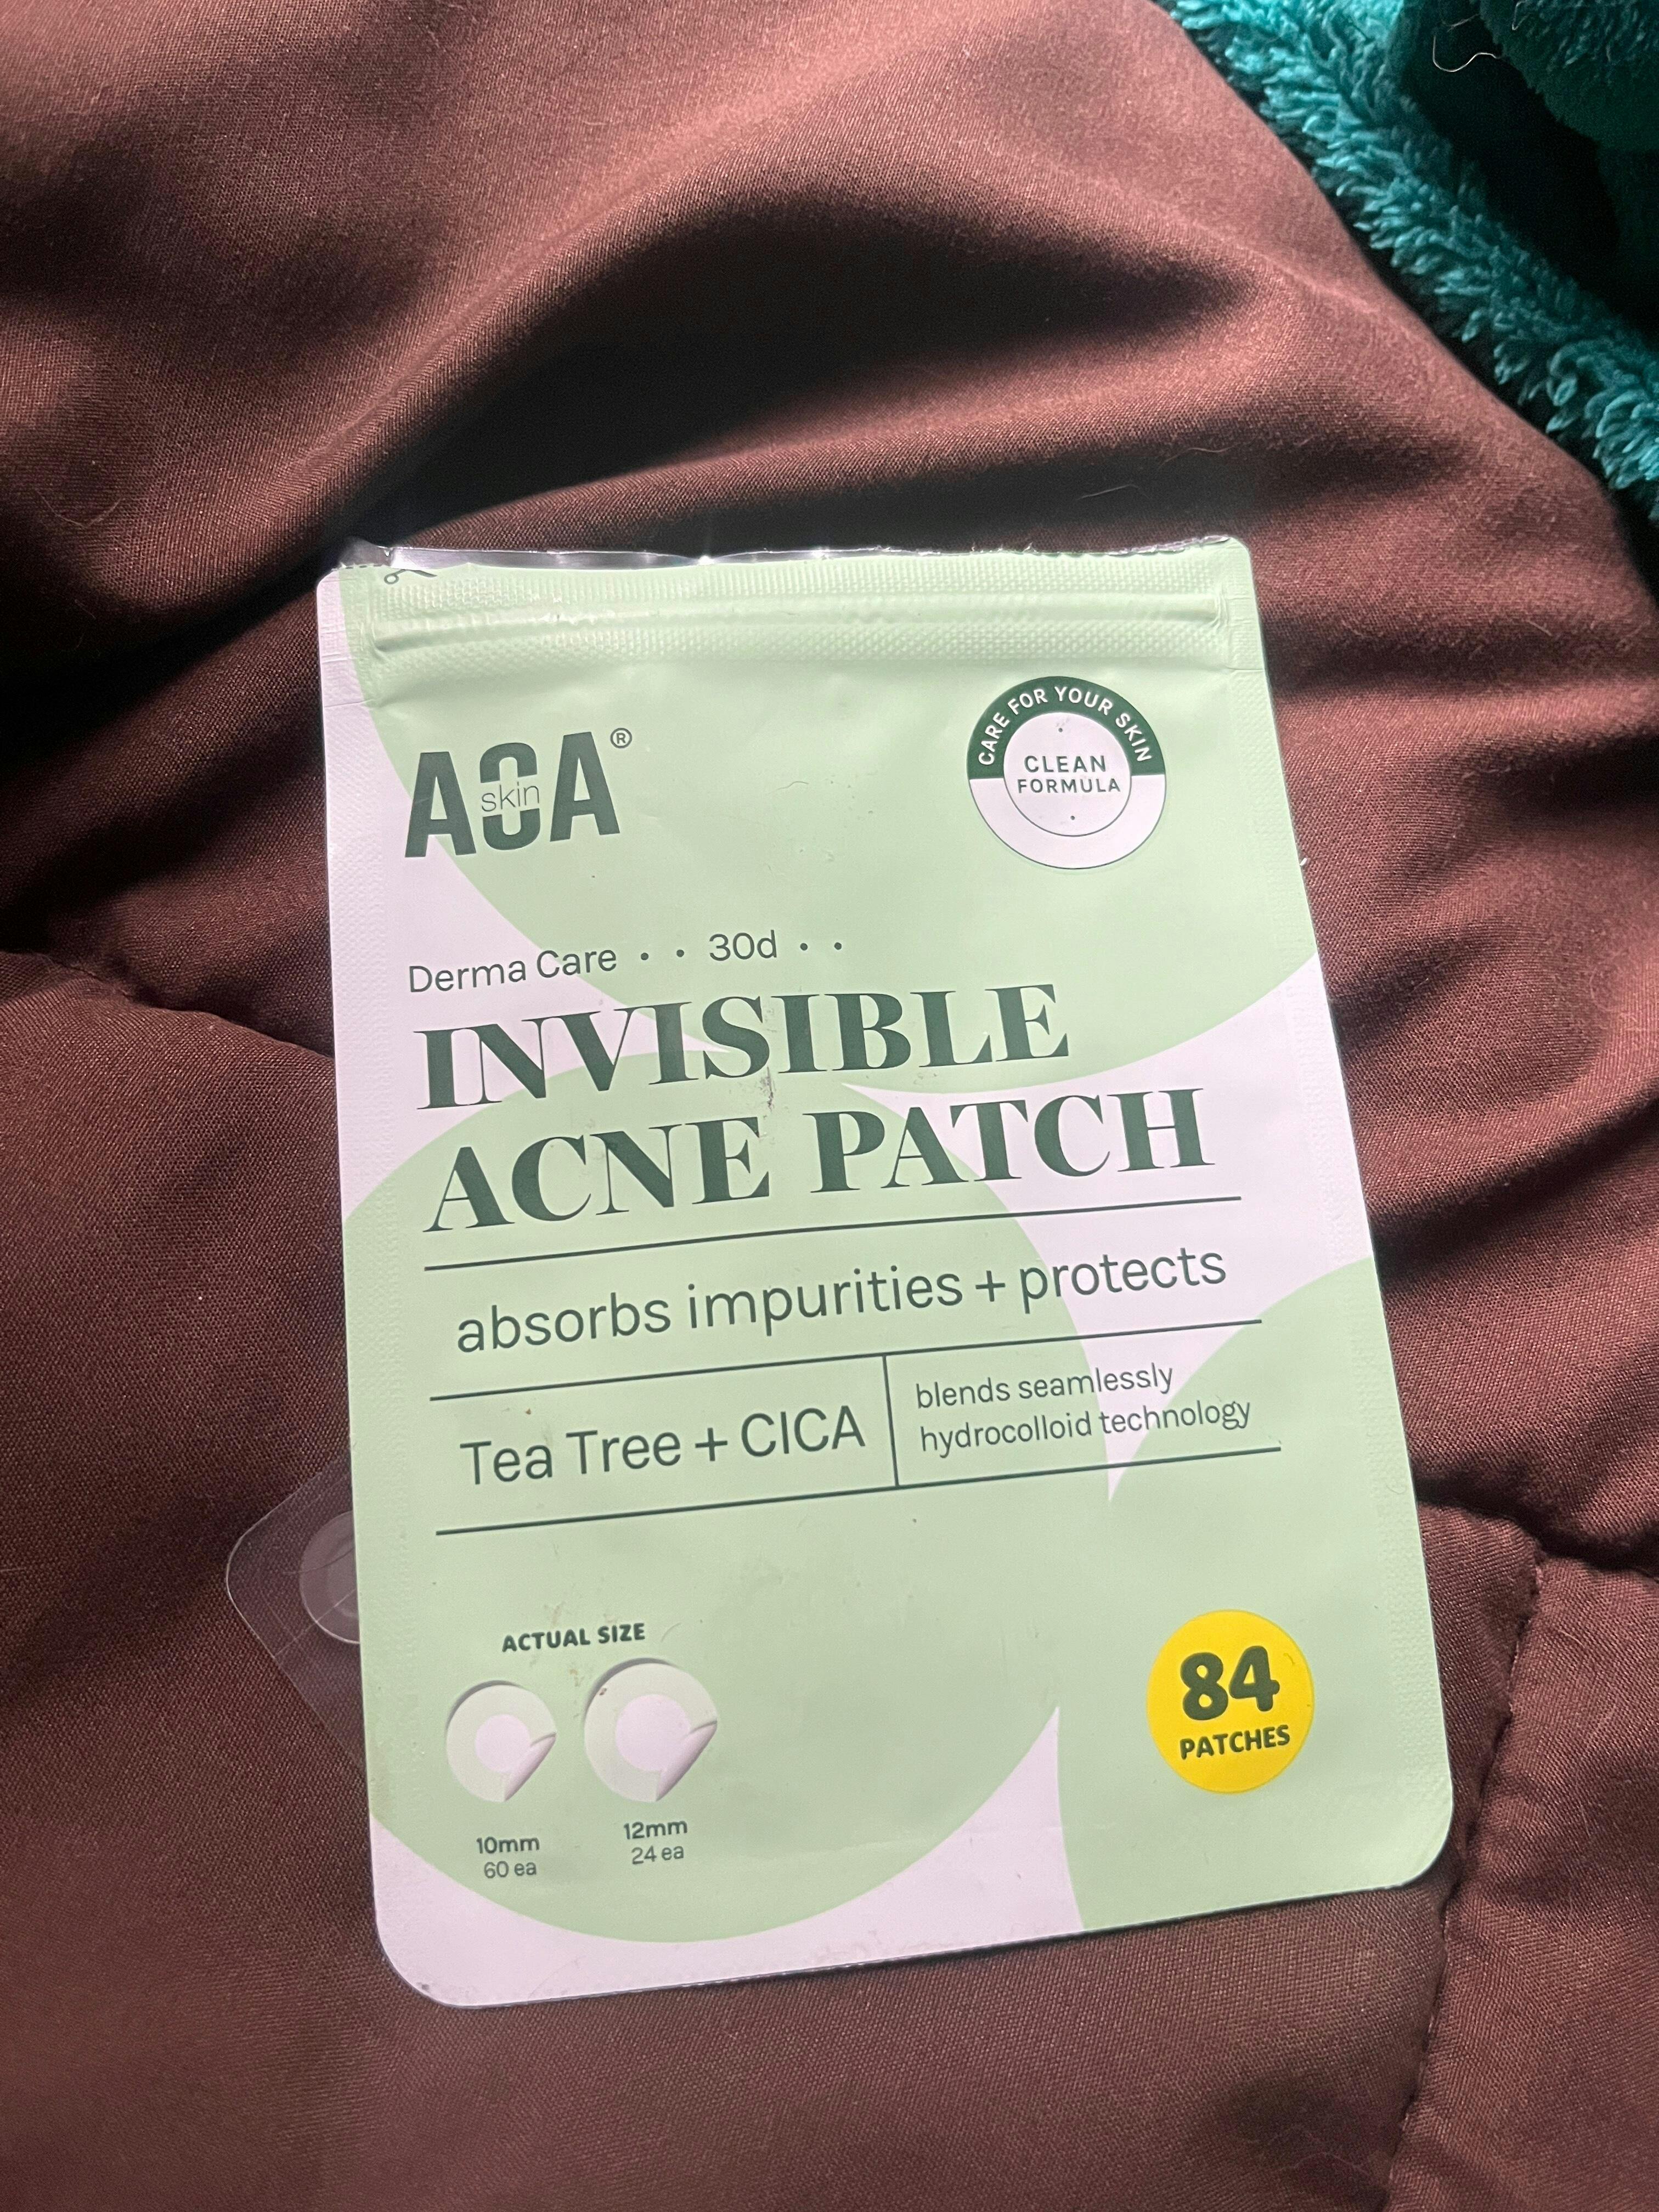 AOA®
skin
CARE FOR YOUR SKIN
CLEAN
FORMULA
Derma Care · · 30d · ·
INVISIBLE
ACNE PATCH
absorbs impurities + protects
Tea Tree + CICA
blends seamlessly
hydrocolloid technology
ACTUAL SIZE
10mm
60 ea
12mm
24 ea
84
PATCHES